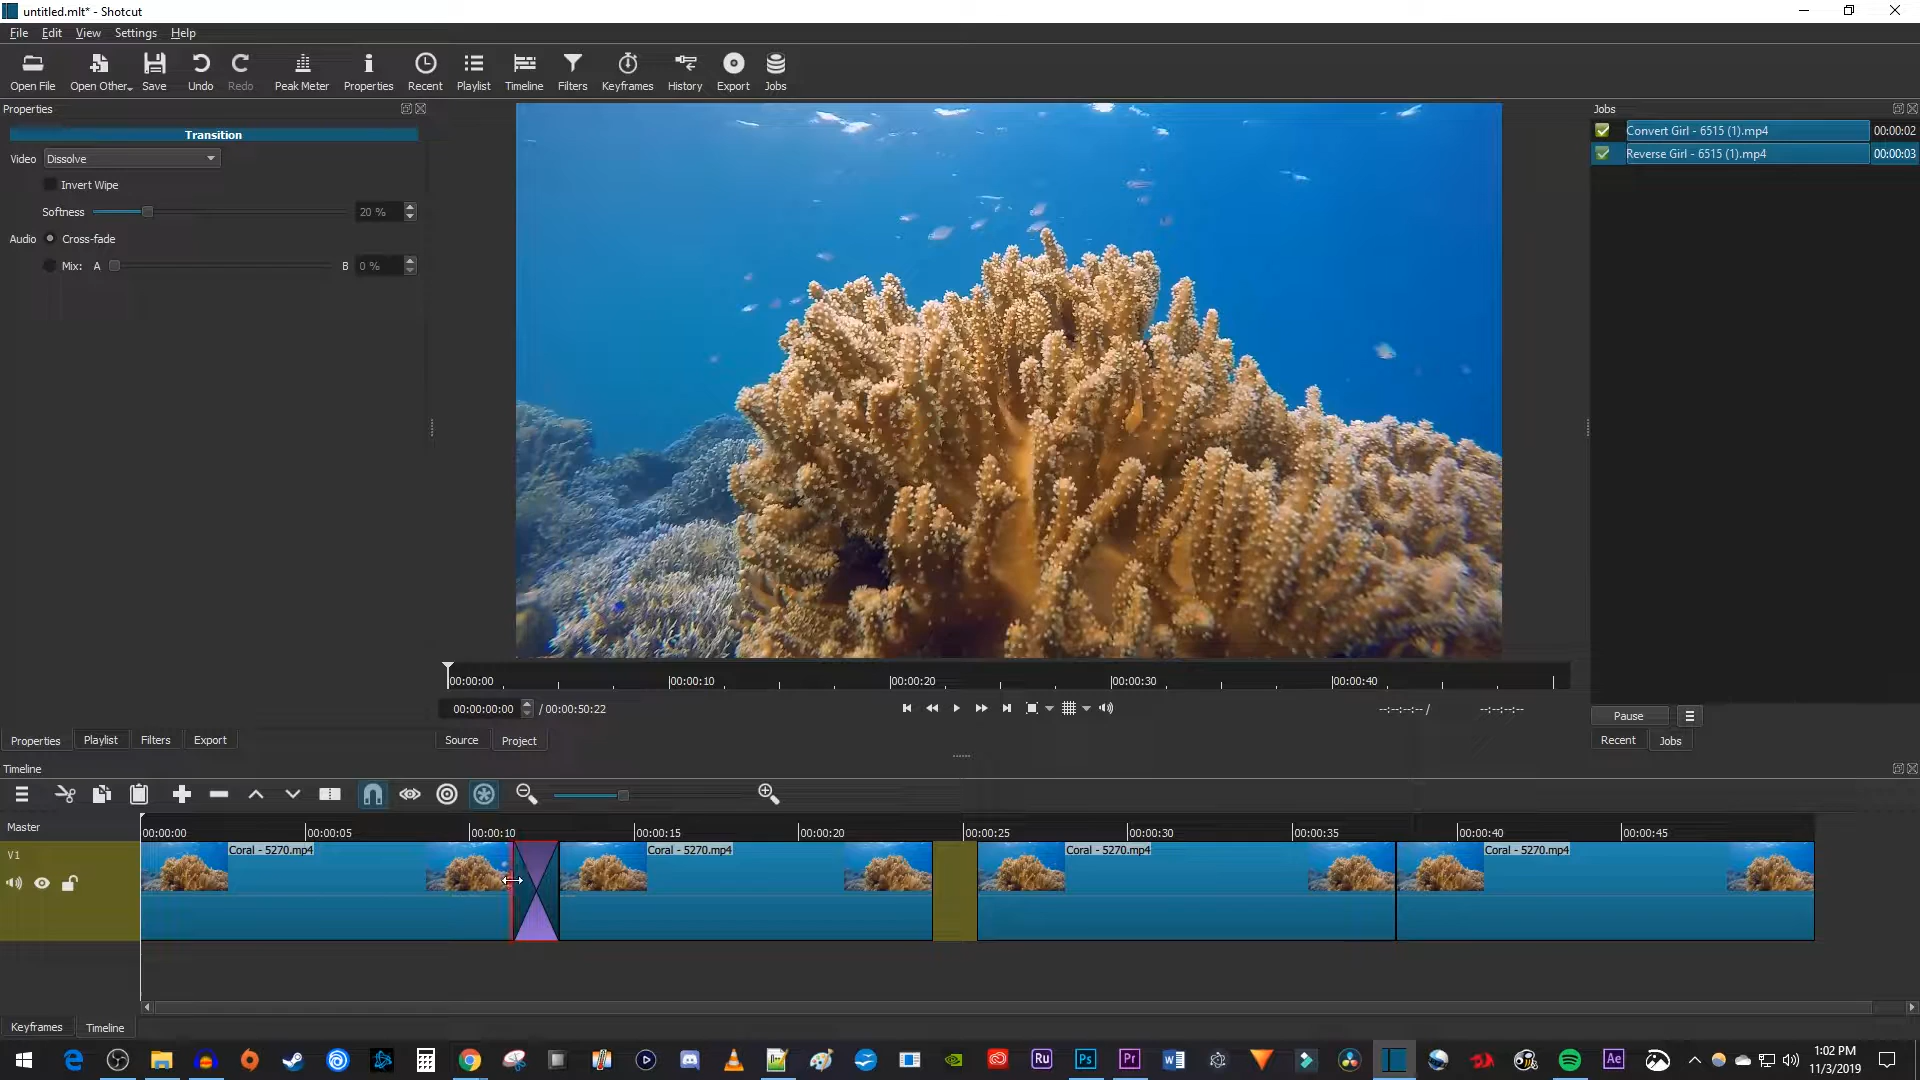 untitled.mlt* - Shotcut
File Edit View Settings Help
Open File Open Other... Save Undo Redo Peak Meter Properties Recent Playlist Timeline Filters Keyframes History Export Jobs
Properties
Transition
Video Dissolve
Invert Wipe
Softness 20 %
Audio Cross-fade
Mix: A B 0 %
Jobs
Convert Girl - 6515 (1).mp4 00:00:02
Reverse Girl - 6515 (1).mp4 00:00:03
00:00:00 00:00:10 00:00:20 00:00:30 00:00:40
00:00:00:00 / 00:00:50:22 --:--:--:-- / --:--:--:--
Pause
Properties Playlist Filters Export
Source Project
Recent Jobs
Timeline
Master
00:00:00 00:00:05 00:00:10 00:00:15 00:00:20 00:00:25 00:00:30 00:00:35 00:00:40 00:00:45
V1
Coral - 5270.mp4 Coral - 5270.mp4 Coral - 5270.mp4 Coral - 5270.mp4
Keyframes Timeline
Ru Ps Pr Ae
1:02 PM
11/3/2019